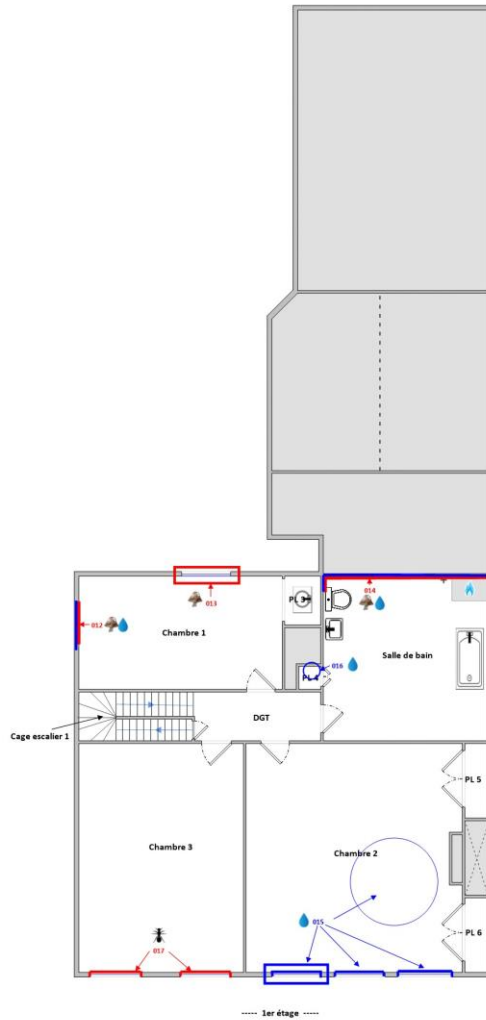 013
014
PL 3
012
Chambre 1
Salle de bain
016
PL 4
DGT
Cage escalier 1
PL 5
Chambre 3
Chambre 2
015
PL 6
017
----- 1er étage -----